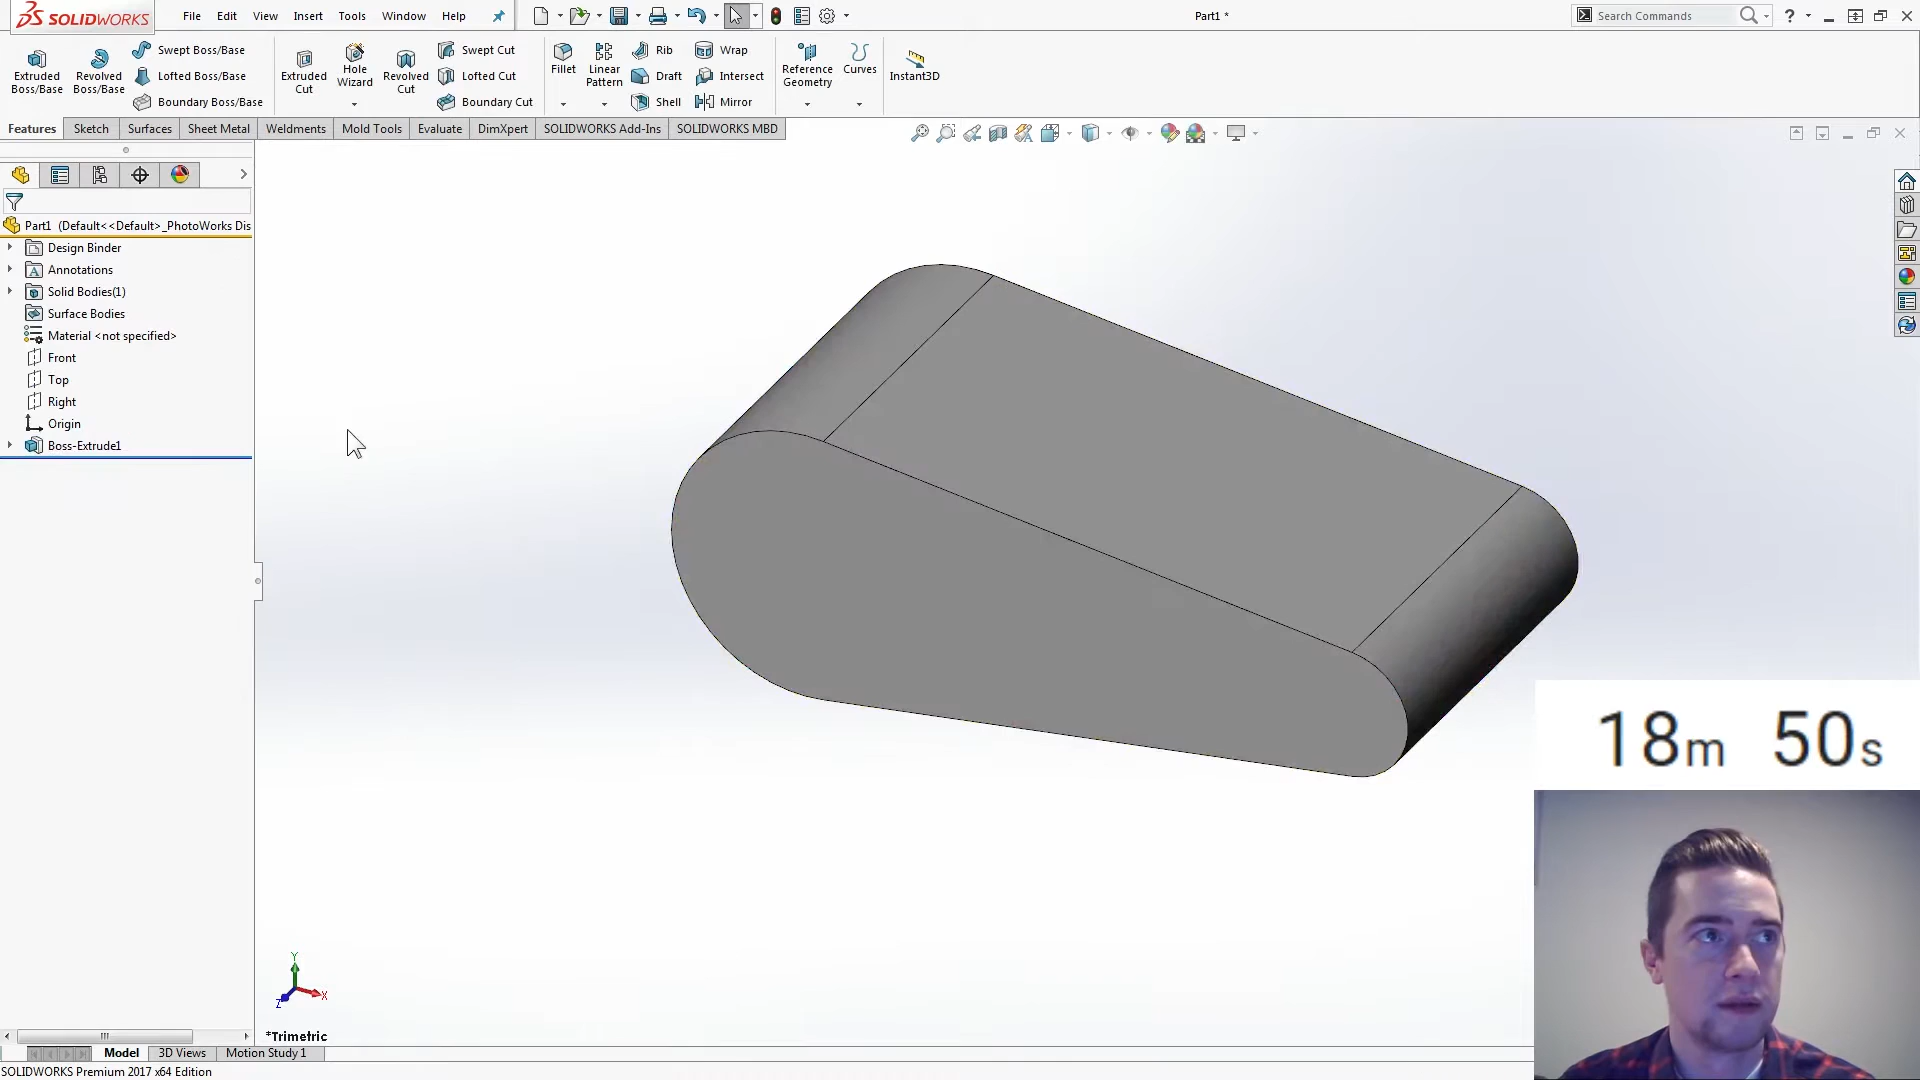 SOLIDWORKS File Edit View Insert Tools Window Help Part1 * Search Commands ?
Extruded Boss/Base
Revolved Boss/Base
Swept Boss/Base
Lofted Boss/Base
Boundary Boss/Base
Extruded Cut
Hole Wizard
Revolved Cut
Swept Cut
Lofted Cut
Boundary Cut
Fillet
Linear Pattern
Rib
Draft
Shell
Wrap
Intersect
Mirror
Reference Geometry
Curves
Instant3D
Features Sketch Surfaces Sheet Metal Weldments Mold Tools Evaluate DimXpert SOLIDWORKS Add-Ins SOLIDWORKS MBD
Part1 (Default<<Default>_PhotoWorks Dis
Design Binder
A Annotations
Solid Bodies(1)
Surface Bodies
Material <not specified>
Front
Top
Right
Origin
Boss-Extrude1
18m 50s
Y
X
Z
*Trimetric
Model 3D Views Motion Study 1
SOLIDWORKS Premium 2017 x64 Edition